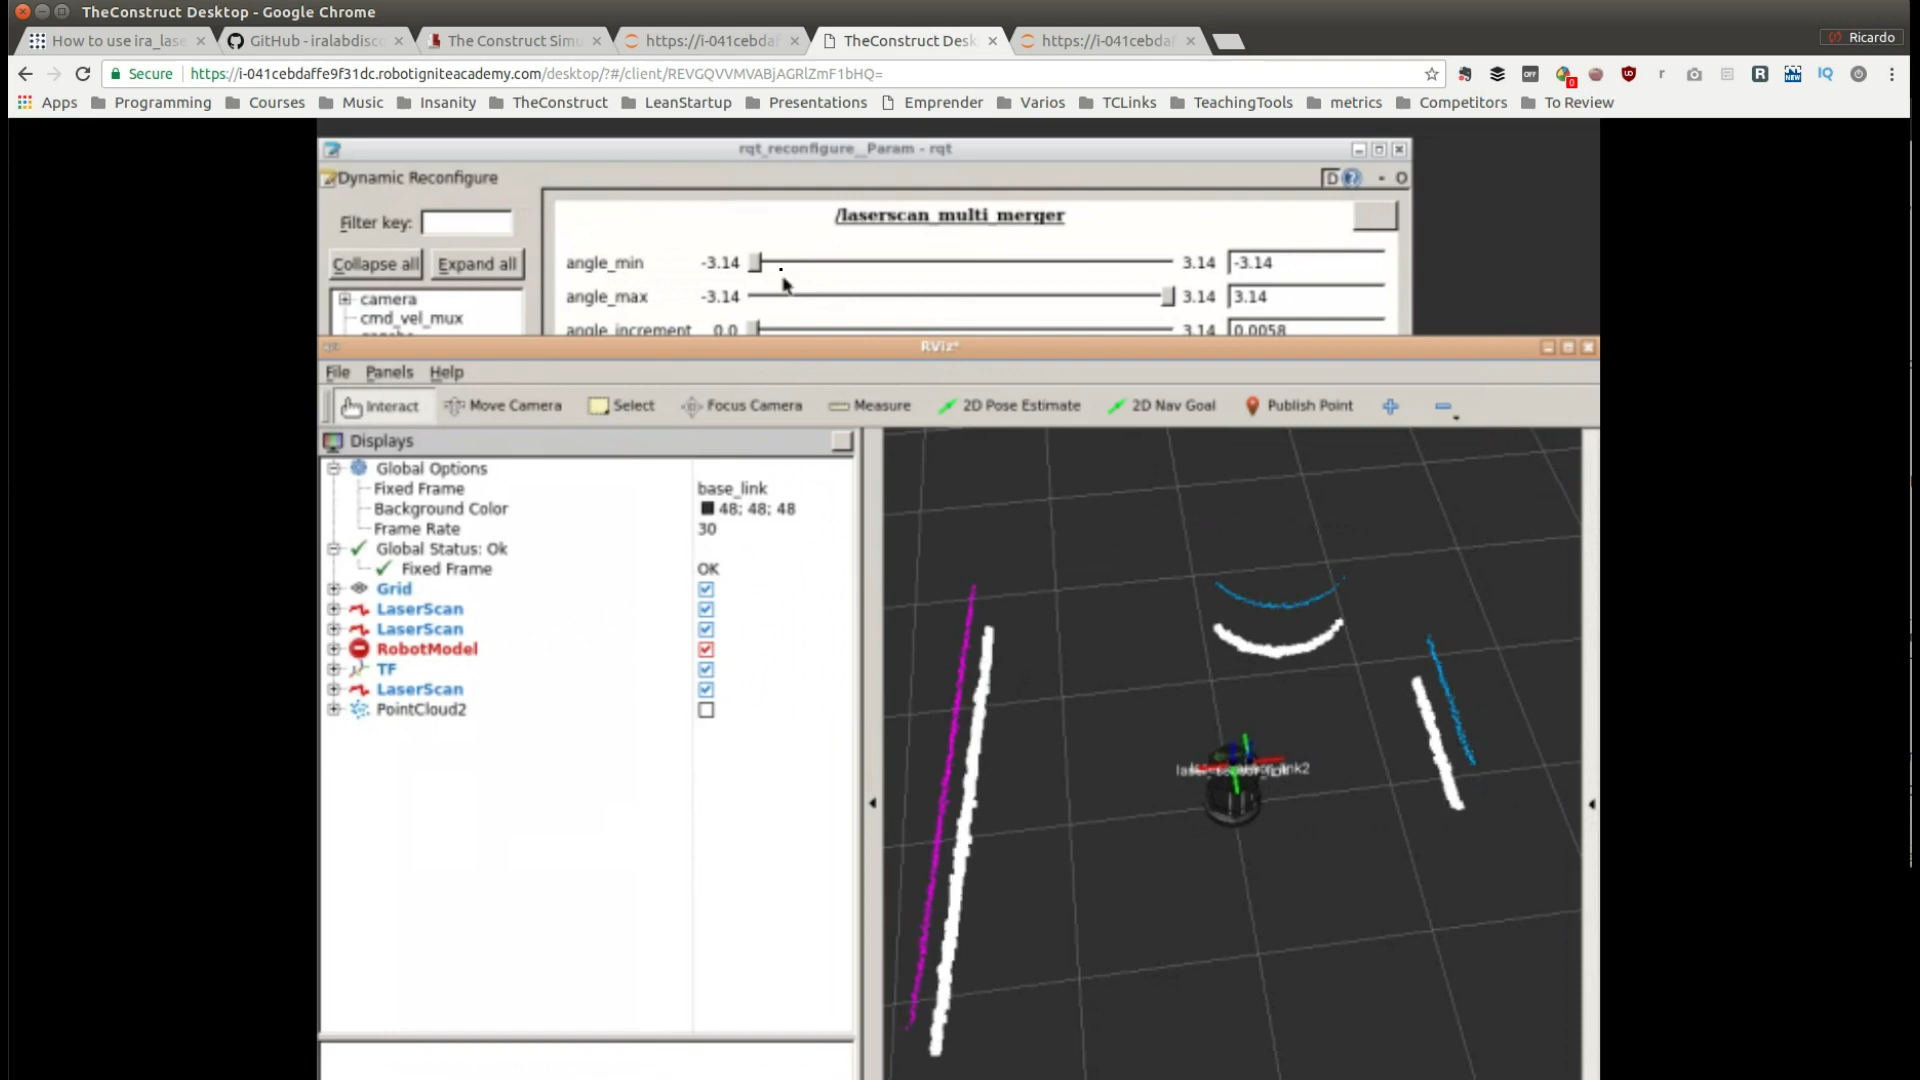 TheConstruct Desktop - Google Chrome
How to use ira_lase
GitHub - iralabdisco
The Construct Simu
https://i-041cebdaf
TheConstruct Desk
https://i-041cebdaf
Ricardo
Secure
https://i-041cebdaffe9f31dc.robotigniteacademy.com/desktop/?#/client/REVGQVVMVABjAGRlZmF1bHQ=
Apps
Programming
Courses
Music
Insanity
TheConstruct
LeanStartup
Presentations
Emprender
Varios
TCLinks
TeachingTools
metrics
Competitors
To Review
rqt_reconfigure__Param - rqt
Dynamic Reconfigure
D - O
Filter key:
/laserscan_multi_merger
Collapse all
Expand all
angle_min -3.14 3.14 -3.14
camera
angle_max -3.14 3.14 3.14
cmd_vel_mux
angle_increment 0.0 3.14 0.0058
RViz*
File Panels Help
Interact
Move Camera
Select
Focus Camera
Measure
2D Pose Estimate
2D Nav Goal
Publish Point
Displays
Global Options
Fixed Frame base_link
Background Color 48; 48; 48
Frame Rate 30
Global Status: Ok
Fixed Frame OK
Grid
LaserScan
LaserScan
RobotModel
TF
LaserScan
PointCloud2